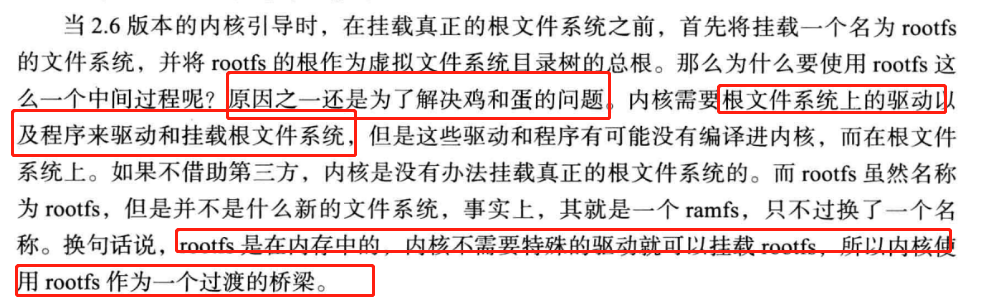 当 2.6 版本的内核引导时，在挂载真正的根文件系统之前，首先将挂载一个名为 rootfs
的文件系统，并将 rootfs 的根作为虚拟文件系统目录树的总根。那么为什么要使用 rootfs 这
么一个中间过程呢？原因之一还是为了解决鸡和蛋的问题。内核需要根文件系统上的驱动以
及程序来驱动和挂载根文件系统，但是这些驱动和程序有可能没有编译进内核，而在根文件
系统上。如果不借助第三方，内核是没有办法挂载真正的根文件系统的。而 rootfs 虽然名称
为 rootfs，但是并不是什么新的文件系统，事实上，其就是一个 ramfs，只不过换了一个名
称。换句话说，rootfs 是在内存中的，内核不需要特殊的驱动就可以挂载 rootfs，所以内核使
用 rootfs 作为一个过渡的桥梁。